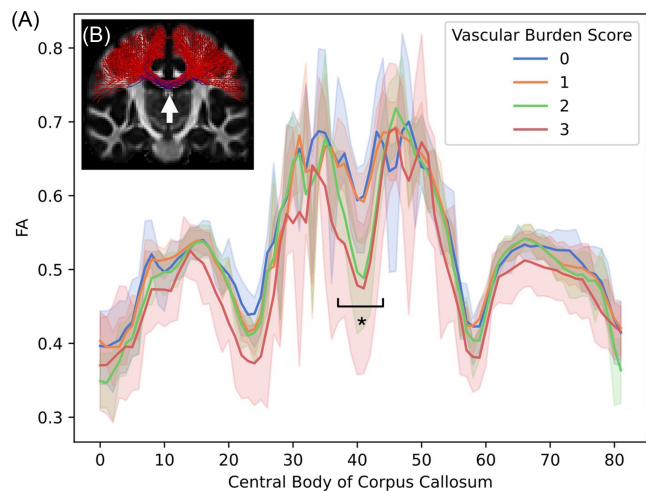 (A)
(B)
Vascular Burden Score
0
1
2
3
0.8
0.7
0.6
0.5
0.4
0.3
FA
*
0 10 20 30 40 50 60 70 80
Central Body of Corpus Callosum